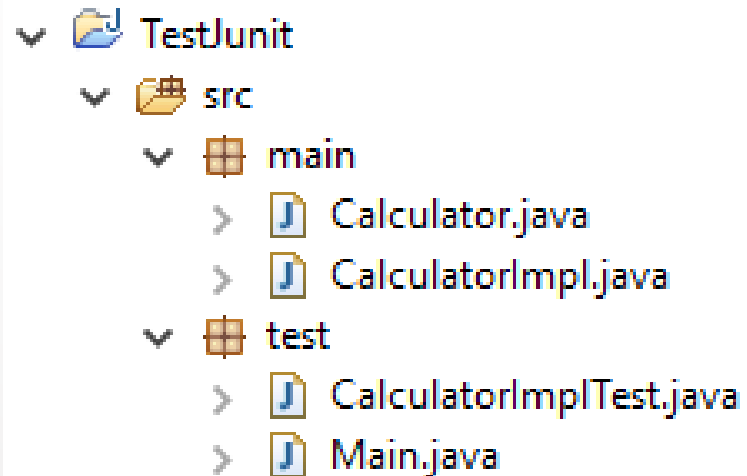 TestJunit
src
main
Calculator.java
CalculatorImpl.java
test
CalculatorImplTest.java
Main.java